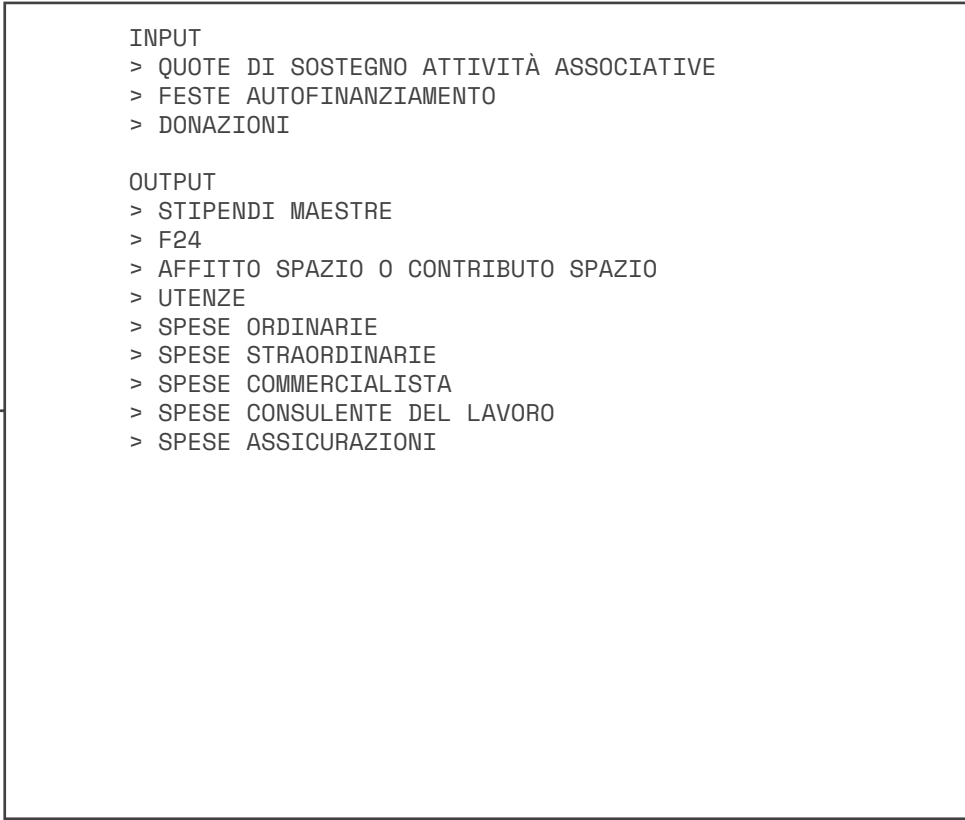 INPUT
> QUOTE DI SOSTEGNO ATTIVITÀ ASSOCIATIVE
> FESTE AUTOFINANZIAMENTO
> DONAZIONI
OUTPUT
> STIPENDI MAESTRE
> F24
> AFFITTO SPAZIO O CONTRIBUTO SPAZIO
> UTENZE
> SPESE ORDINARIE
> SPESE STRAORDINARIE
> SPESE COMMERCIALISTA
> SPESE CONSULENTE DEL LAVORO
> SPESE ASSICURAZIONI